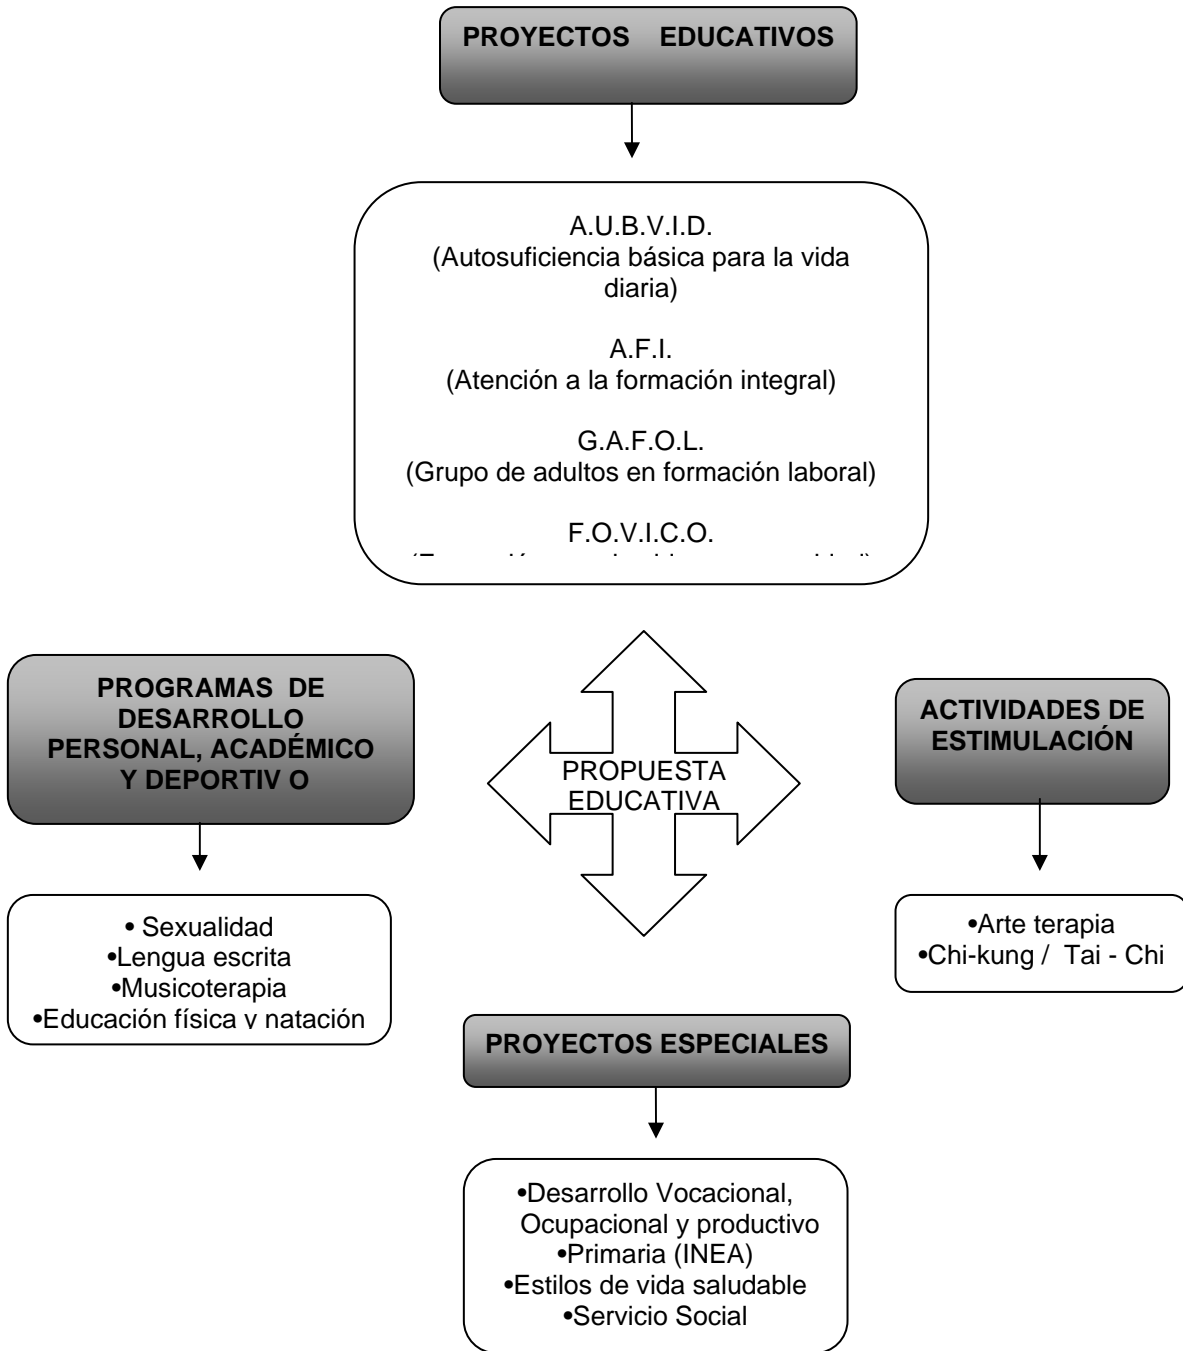 PROYECTOS EDUCATIVOS
A.U.B.V.I.D.
(Autosuficiencia básica para la vida
diaria)
A.F.I.
(Atención a la formación integral)
G.A.F.O.L.
(Grupo de adultos en formación laboral)
F.O.V.I.C.O.
PROGRAMAS DE
DESARROLLO
PERSONAL, ACADÉMICO
Y DEPORTIV O
• Sexualidad
•Lengua escrita
•Musicoterapia
•Educación física y natación
PROPUESTA
EDUCATIVA
ACTIVIDADES DE
ESTIMULACIÓN
•Arte terapia
•Chi-kung / Tai - Chi
PROYECTOS ESPECIALES
•Desarrollo Vocacional,
Ocupacional y productivo
•Primaria (INEA)
•Estilos de vida saludable
•Servicio Social